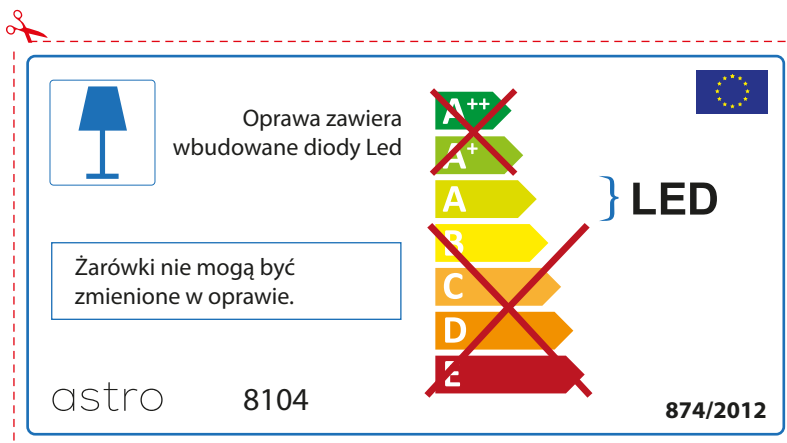 Oprawa zawiera
wbudowane diody Led
A++
A+
A
B
C
D
E
LED
Żarówki nie mogą być
zmienione w oprawie.
astro
8104
874/2012